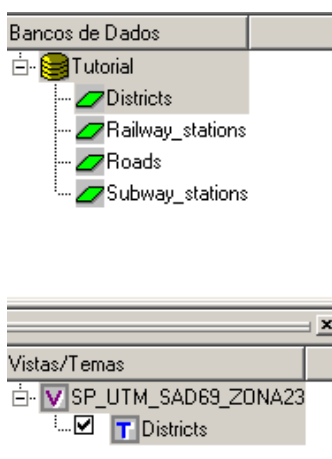 Bancos de Dados
Tutorial
Districts
Railway_stations
Roads
Subway_stations
Vistas/Temas
V SP_UTM_SAD69_ZONA23
T Districts